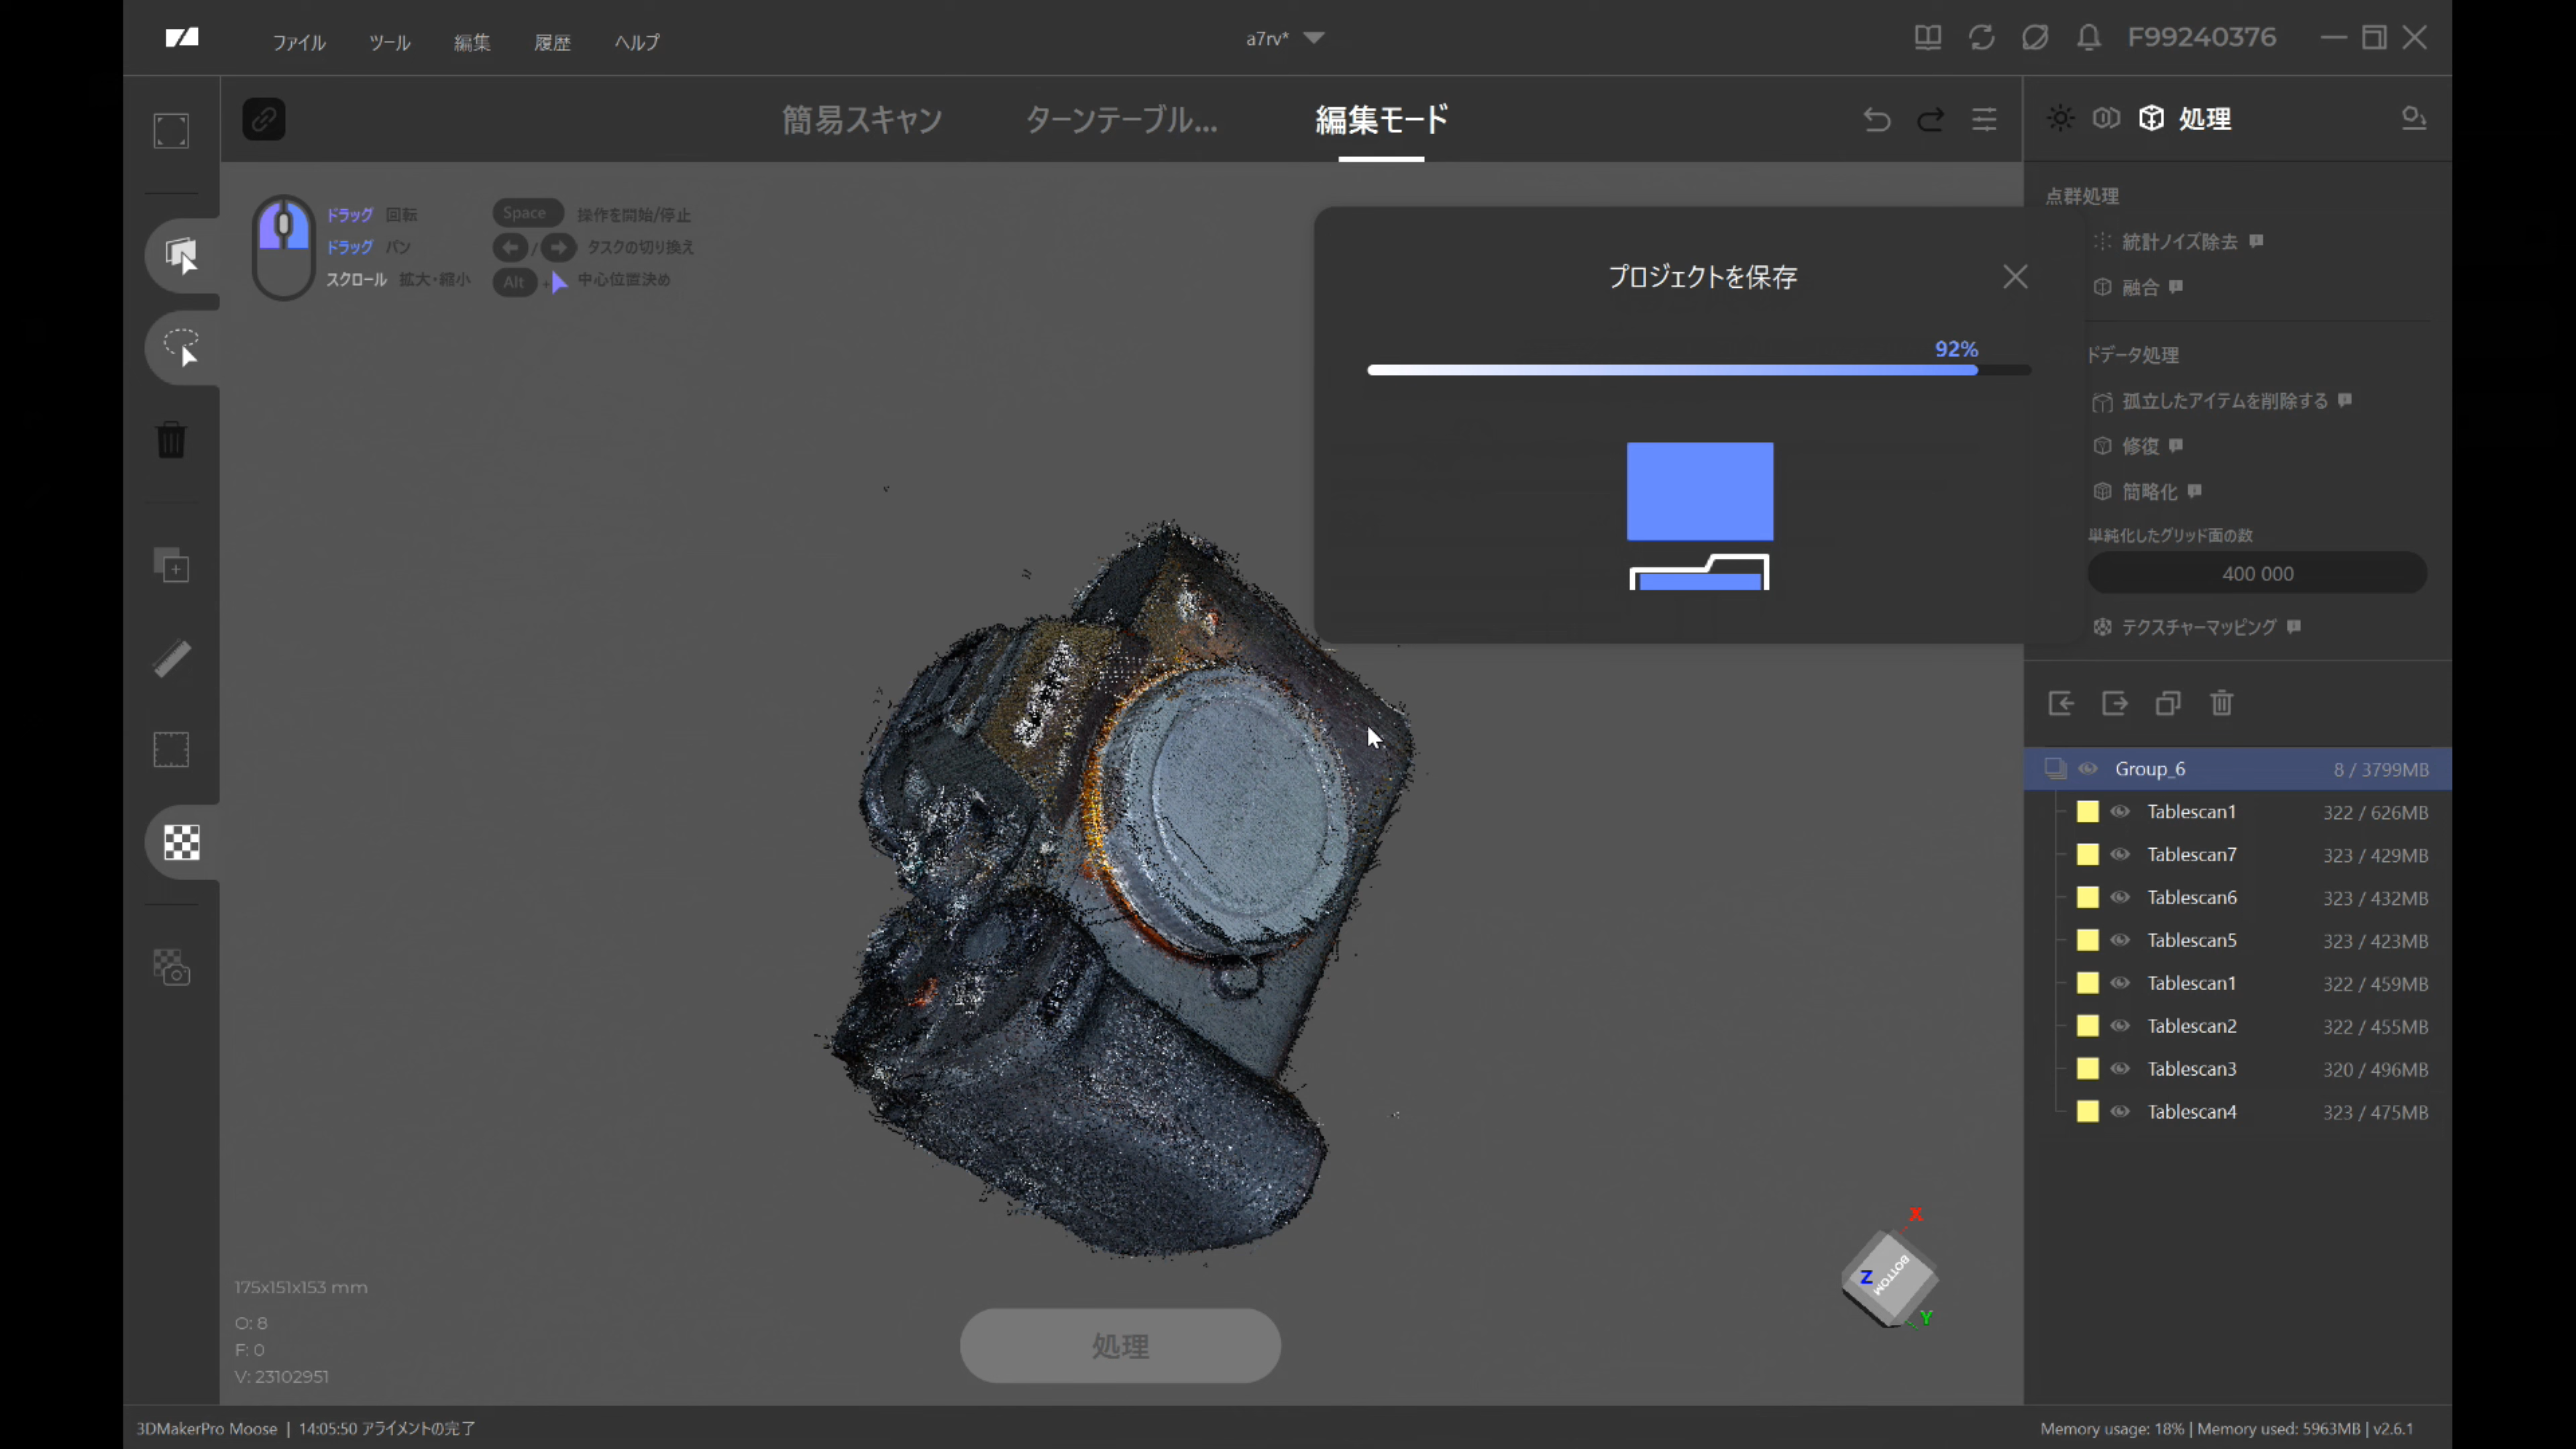 ファイル ツール 編集 履歴 ヘルプ
a7rv*
F99240376
簡易スキャン ターンテーブル... 編集モード
処理
ドラッグ 回転
ドラッグ パン
スクロール 拡大・縮小
Space 操作を開始/停止
/ タスクの切り換え
Alt + 中心位置決め
プロジェクトを保存
92%
点群処理
統計ノイズ除去
融合
ドデータ処理
孤立したアイテムを削除する
修復
簡略化
単純化したグリッド面の数
400 000
テクスチャーマッピング
Group_6 8 / 3799MB
Tablescan1 322 / 626MB
Tablescan7 323 / 429MB
Tablescan6 323 / 432MB
Tablescan5 323 / 423MB
Tablescan1 322 / 459MB
Tablescan2 322 / 455MB
Tablescan3 320 / 496MB
Tablescan4 323 / 475MB
X
Z
BOTTOM
Y
175x151x153 mm
O: 8
F: 0
V: 23102951
処理
3DMakerPro Moose | 14:05:50 アライメントの完了
Memory usage: 18% | Memory used: 5963MB | v2.6.1